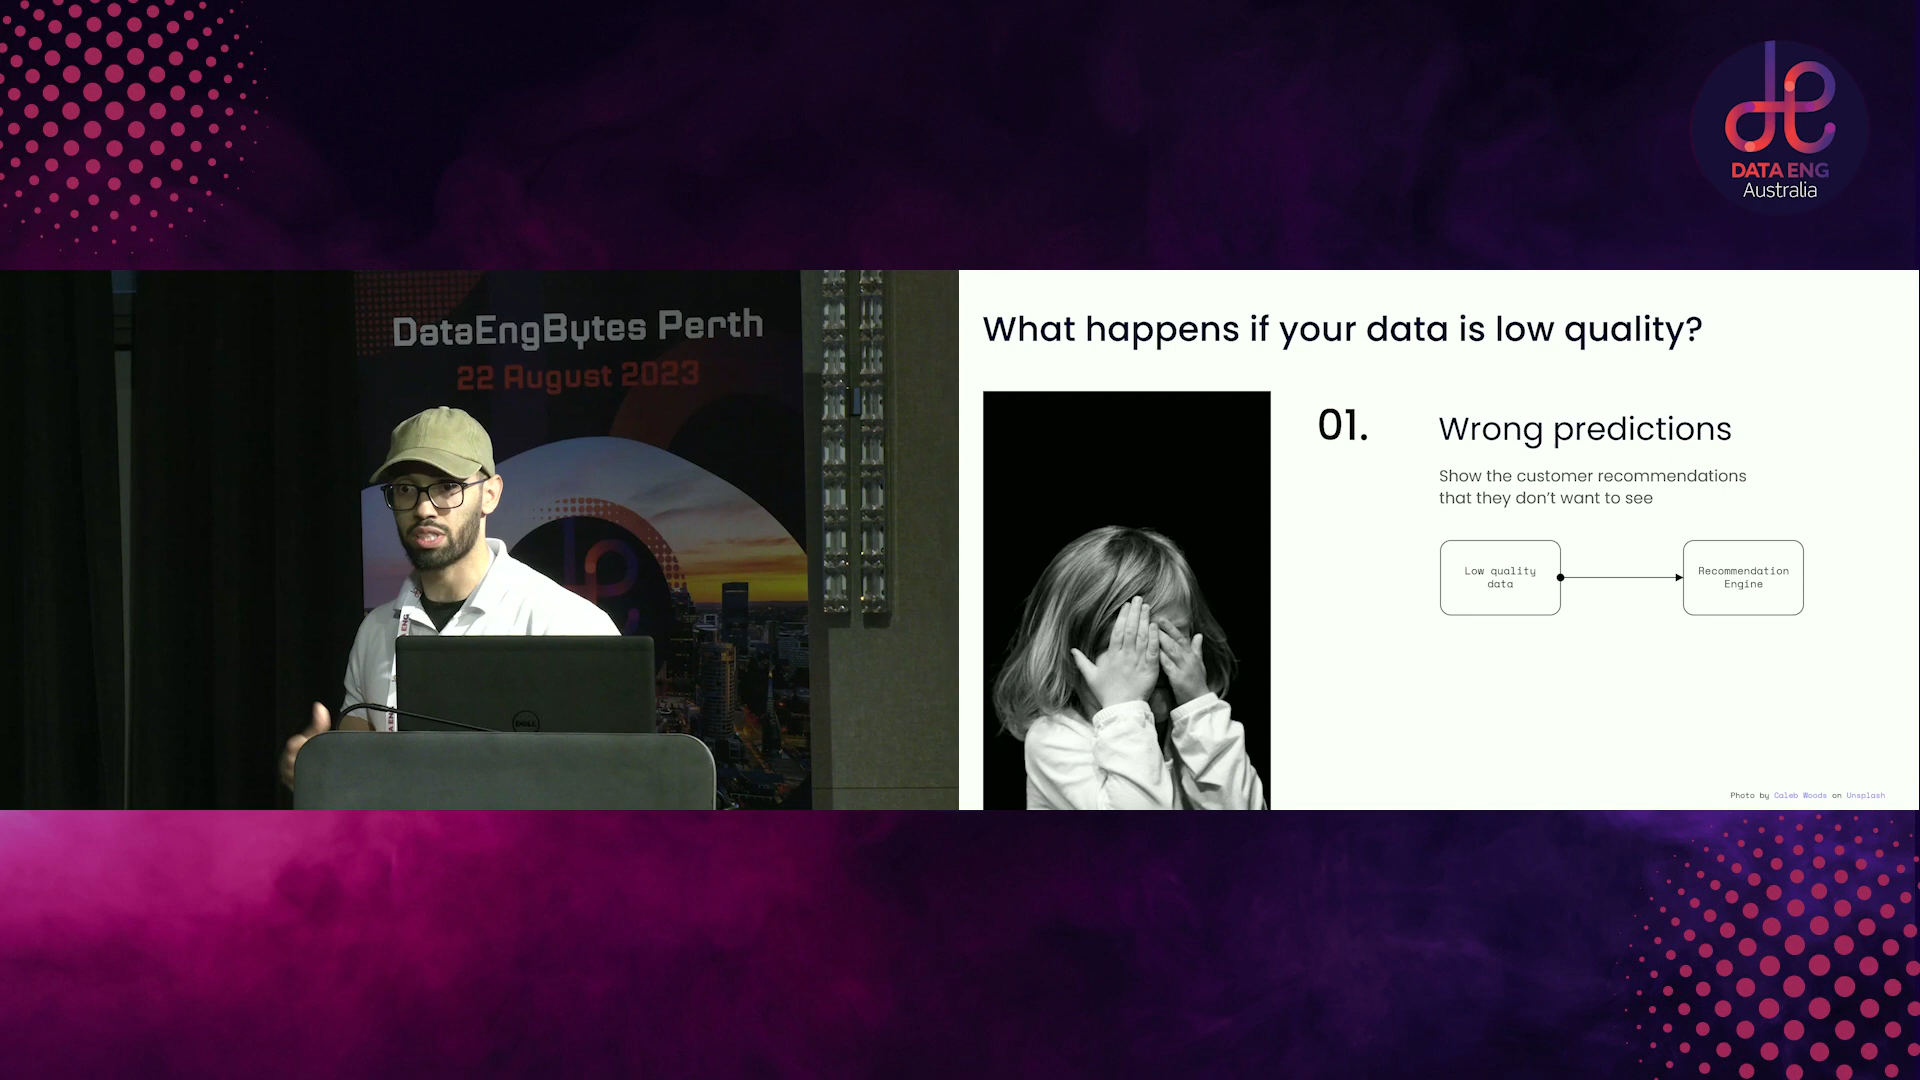 DATA ENG
Australia
DataEngBytes Perth
22 August 2023
DELL
What happens if your data is low quality?
01.
Wrong predictions
Show the customer recommendations
that they don’t want to see
Low quality
data
Recommendation
Engine
Photo by Caleb Woods on Unsplash